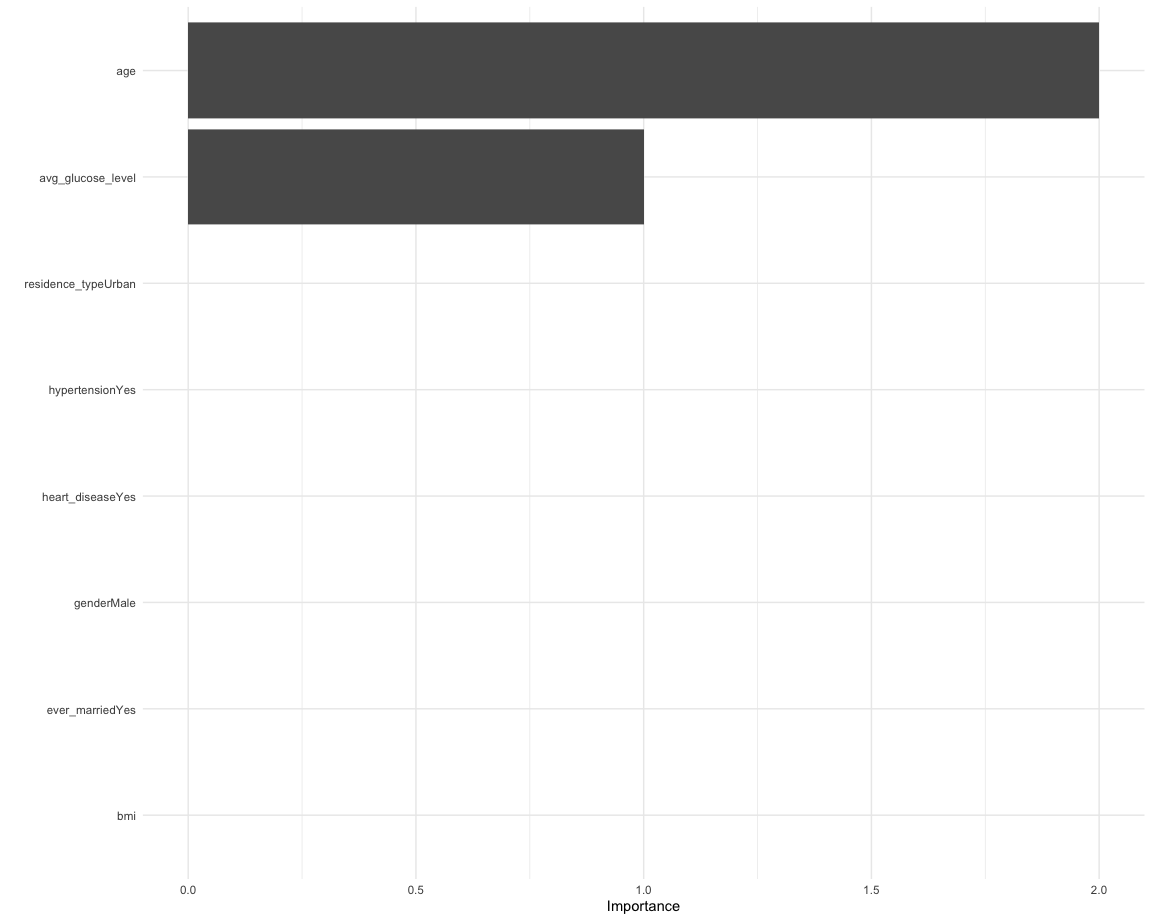 age
avg_glucose_level
residence_typeUrban
hypertensionYes
heart_diseaseYes
genderMale
ever_marriedYes
bmi
0.0 0.5 1.0 1.5 2.0
Importance